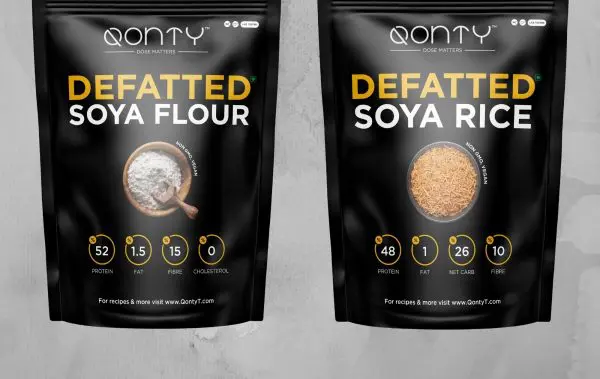 QONTY™
DOSE MATTERS
DEFATTED
SOYA FLOUR
NON GMO, VEGAN
% % % %
52 1.5 15 0
PROTEIN FAT FIBRE CHOLESTEROL
For recipes & more visit www.QontyT.com
QONTY™
DOSE MATTERS
DEFATTED
SOYA RICE
NON GMO, VEGAN
% % % %
48 1 26 10
PROTEIN FAT NET CARB FIBRE
For recipes & more visit www.QontyT.com